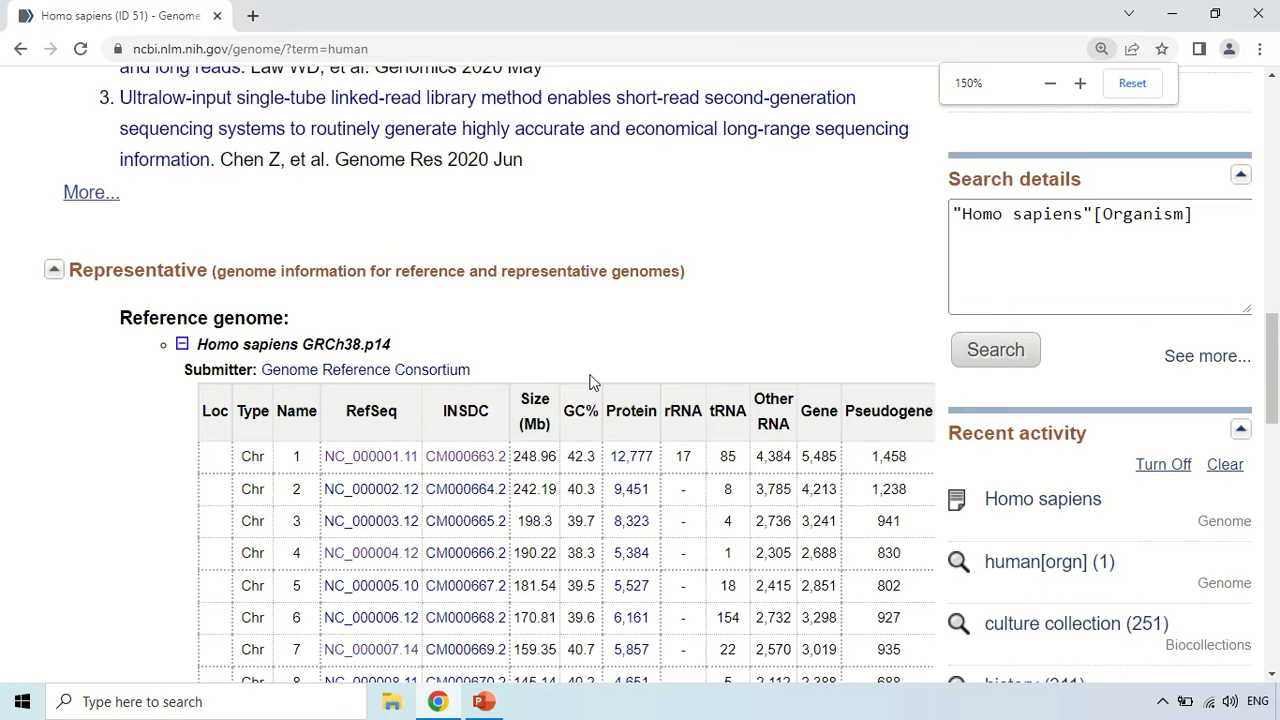 Homo sapiens (ID 51) - Genome
ncbi.nlm.nih.gov/genome/?term=human
150%
Reset
and long reads. Law WD, et al. Genomics 2020 May
3. Ultralow-input single-tube linked-read library method enables short-read second-generation
sequencing systems to routinely generate highly accurate and economical long-range sequencing
information. Chen Z, et al. Genome Res 2020 Jun
More...
Representative (genome information for reference and representative genomes)
Reference genome:
Homo sapiens GRCh38.p14
Submitter: Genome Reference Consortium
Loc Type Name RefSeq INSDC Size (Mb) GC% Protein rRNA tRNA Other RNA Gene Pseudogene
Chr 1 NC_000001.11 CM000663.2 248.96 42.3 12,777 17 85 4,384 5,485 1,458
Chr 2 NC_000002.12 CM000664.2 242.19 40.3 9,451 - 8 3,785 4,213 1,238
Chr 3 NC_000003.12 CM000665.2 198.3 39.7 8,323 - 4 2,736 3,241 941
Chr 4 NC_000004.12 CM000666.2 190.22 38.3 5,384 - 1 2,305 2,688 830
Chr 5 NC_000005.10 CM000667.2 181.54 39.5 5,527 - 18 2,415 2,851 802
Chr 6 NC_000006.12 CM000668.2 170.81 39.6 6,161 - 154 2,732 3,298 927
Chr 7 NC_000007.14 CM000669.2 159.35 40.7 5,857 - 22 2,570 3,019 935
Search details
"Homo sapiens"[Organism]
Search
See more...
Recent activity
Turn Off Clear
Homo sapiens
Genome
human[orgn] (1)
Genome
culture collection (251)
Biocollections
Type here to search
ENG